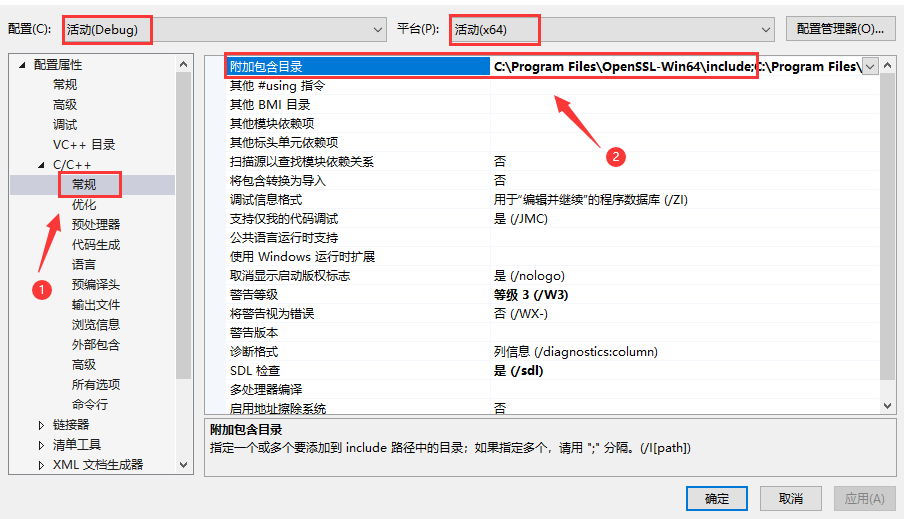 配置(C): 活动(Debug) 平台(P): 活动(x64) 配置管理器(O)...
配置属性
常规
高级
调试
VC++ 目录
C/C++
常规
优化
预处理器
代码生成
语言
预编译头
输出文件
浏览信息
外部包含
高级
所有选项
命令行
链接器
清单工具
XML 文档生成器
1
附加包含目录 C:\Program Files\OpenSSL-Win64\include;C:\Program Files\
其他 #using 指令
其他 BMI 目录
其他模块依赖项
其他标头单元依赖项
扫描源以查找模块依赖关系 否
将包含转换为导入 否
调试信息格式 用于“编辑并继续”的程序数据库 (/ZI)
支持仅我的代码调试 是 (/JMC)
公共语言运行时支持
使用 Windows 运行时扩展
取消显示启动版权标志 是 (/nologo)
警告等级 等级 3 (/W3)
将警告视为错误 否 (/WX-)
警告版本
诊断格式 列信息 (/diagnostics:column)
SDL 检查 是 (/sdl)
多处理器编译
启用地址擦除系统 否
2
附加包含目录
指定一个或多个要添加到 include 路径中的目录；如果指定多个，请用 ";" 分隔。(/I[path])
确定 取消 应用(A)